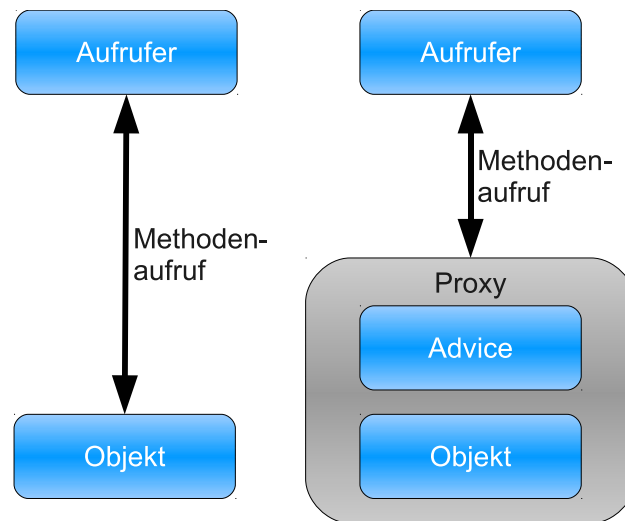 Aufrufer
Methoden-
aufruf
Objekt
Aufrufer
Methoden-
aufruf
Proxy
Advice
Objekt